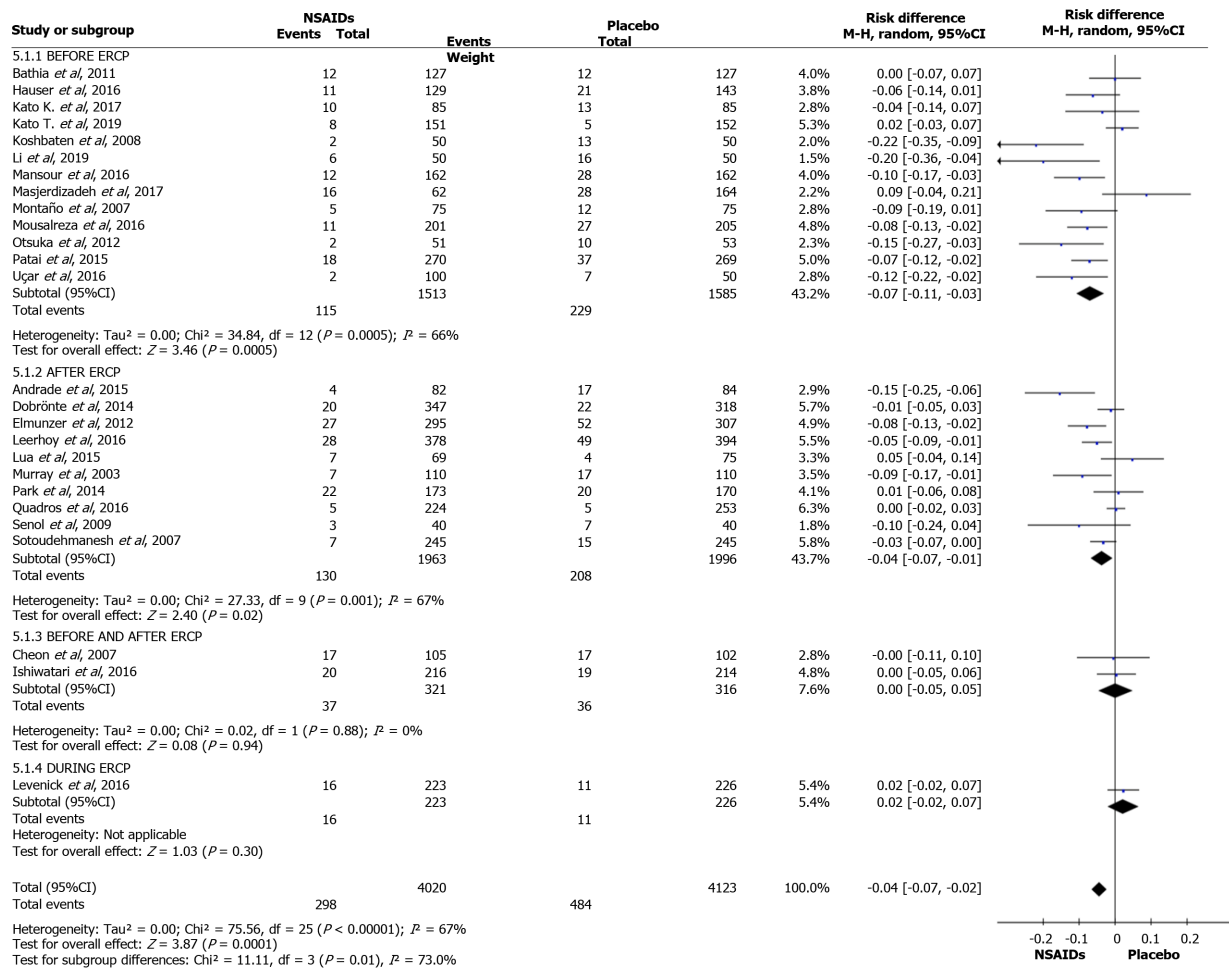 Study or subgroup NSAIDs Placebo Risk difference Risk difference
Events Total Events Total Weight M-H, random, 95%CI M-H, random, 95%CI
5.1.1 BEFORE ERCP
Bathia et al, 2011 12 127 12 127 4.0% 0.00 [-0.07, 0.07]
Hauser et al, 2016 11 129 21 143 3.8% -0.06 [-0.14, 0.01]
Kato K. et al, 2017 10 85 13 85 2.8% -0.04 [-0.14, 0.07]
Kato T. et al, 2019 8 151 5 152 5.3% 0.02 [-0.03, 0.07]
Koshbaten et al, 2008 2 50 13 50 2.0% -0.22 [-0.35, -0.09]
Li et al, 2019 6 50 16 50 1.5% -0.20 [-0.36, -0.04]
Mansour et al, 2016 12 162 28 162 4.0% -0.10 [-0.17, -0.03]
Masjerdizadeh et al, 2017 16 62 28 164 2.2% 0.09 [-0.04, 0.21]
Montaño et al, 2007 5 75 12 75 2.8% -0.09 [-0.19, 0.01]
Mousalreza et al, 2016 11 201 27 205 4.8% -0.08 [-0.13, -0.02]
Otsuka et al, 2012 2 51 10 53 2.3% -0.15 [-0.27, -0.03]
Patai et al, 2015 18 270 37 269 5.0% -0.07 [-0.12, -0.02]
Uçar et al, 2016 2 100 7 50 2.8% -0.12 [-0.22, -0.02]
Subtotal (95%CI) 1513 1585 43.2% -0.07 [-0.11, -0.03]
Total events 115 229
Heterogeneity: Tau² = 0.00; Chi² = 34.84, df = 12 (P = 0.0005); I² = 66%
Test for overall effect: Z = 3.46 (P = 0.0005)
5.1.2 AFTER ERCP
Andrade et al, 2015 4 82 17 84 2.9% -0.15 [-0.25, -0.06]
Dobrönte et al, 2014 20 347 22 318 5.7% -0.01 [-0.05, 0.03]
Elmunzer et al, 2012 27 295 52 307 4.9% -0.08 [-0.13, -0.02]
Leerhoy et al, 2016 28 378 49 394 5.5% -0.05 [-0.09, -0.01]
Lua et al, 2015 7 69 4 75 3.3% 0.05 [-0.04, 0.14]
Murray et al, 2003 7 110 17 110 3.5% -0.09 [-0.17, -0.01]
Park et al, 2014 22 173 20 170 4.1% 0.01 [-0.06, 0.08]
Quadros et al, 2016 5 224 5 253 6.3% 0.00 [-0.02, 0.03]
Senol et al, 2009 3 40 7 40 1.8% -0.10 [-0.24, 0.04]
Sotoudehmanesh et al, 2007 7 245 15 245 5.8% -0.03 [-0.07, 0.00]
Subtotal (95%CI) 1963 1996 43.7% -0.04 [-0.07, -0.01]
Total events 130 208
Heterogeneity: Tau² = 0.00; Chi² = 27.33, df = 9 (P = 0.001); I² = 67%
Test for overall effect: Z = 2.40 (P = 0.02)
5.1.3 BEFORE AND AFTER ERCP
Cheon et al, 2007 17 105 17 102 2.8% -0.00 [-0.11, 0.10]
Ishiwatari et al, 2016 20 216 19 214 4.8% 0.00 [-0.05, 0.06]
Subtotal (95%CI) 321 316 7.6% 0.00 [-0.05, 0.05]
Total events 37 36
Heterogeneity: Tau² = 0.00; Chi² = 0.02, df = 1 (P = 0.88); I² = 0%
Test for overall effect: Z = 0.08 (P = 0.94)
5.1.4 DURING ERCP
Levenick et al, 2016 16 223 11 226 5.4% 0.02 [-0.02, 0.07]
Subtotal (95%CI) 223 226 5.4% 0.02 [-0.02, 0.07]
Total events 16 11
Heterogeneity: Not applicable
Test for overall effect: Z = 1.03 (P = 0.30)
Total (95%CI) 4020 4123 100.0% -0.04 [-0.07, -0.02]
Total events 298 484
Heterogeneity: Tau² = 0.00; Chi² = 75.56, df = 25 (P < 0.00001); I² = 67%
Test for overall effect: Z = 3.87 (P = 0.0001)
Test for subgroup differences: Chi² = 11.11, df = 3 (P = 0.01), I² = 73.0%
-0.2 -0.1 0 0.1 0.2
NSAIDs Placebo